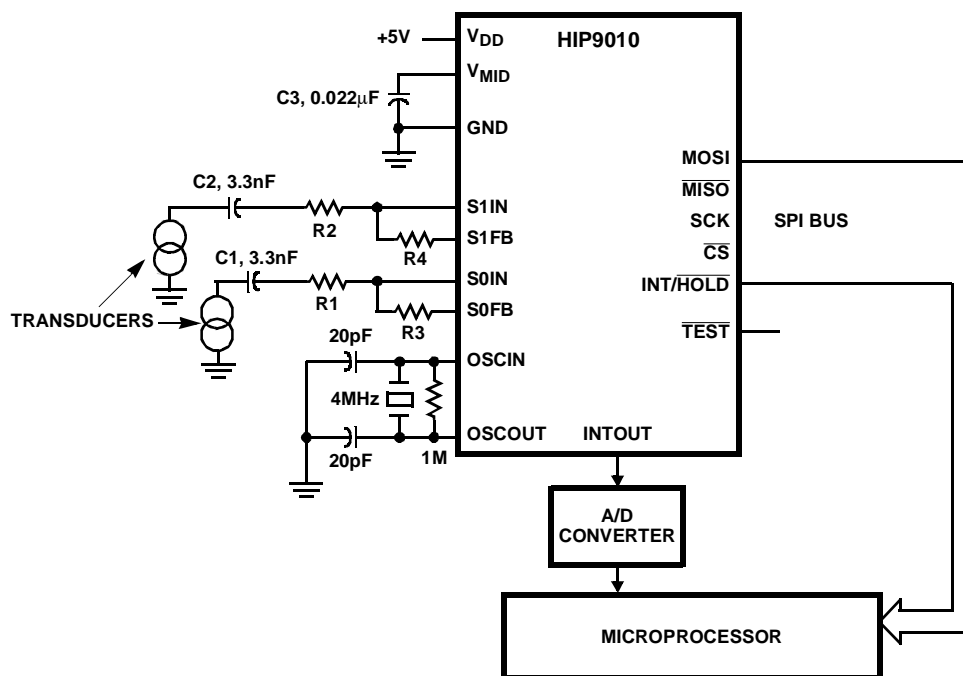 HIP9010
+5V
VDD
VMID
C3, 0.022μF
GND
MOSI
MISO
SCK
SPI BUS
CS
INT/HOLD
TEST
C2, 3.3nF
R2
S1IN
S1FB
R4
C1, 3.3nF
R1
S0IN
S0FB
R3
TRANSDUCERS
20pF
OSCIN
4MHz
OSCOUT
INTOUT
20pF
1M
A/D
CONVERTER
MICROPROCESSOR